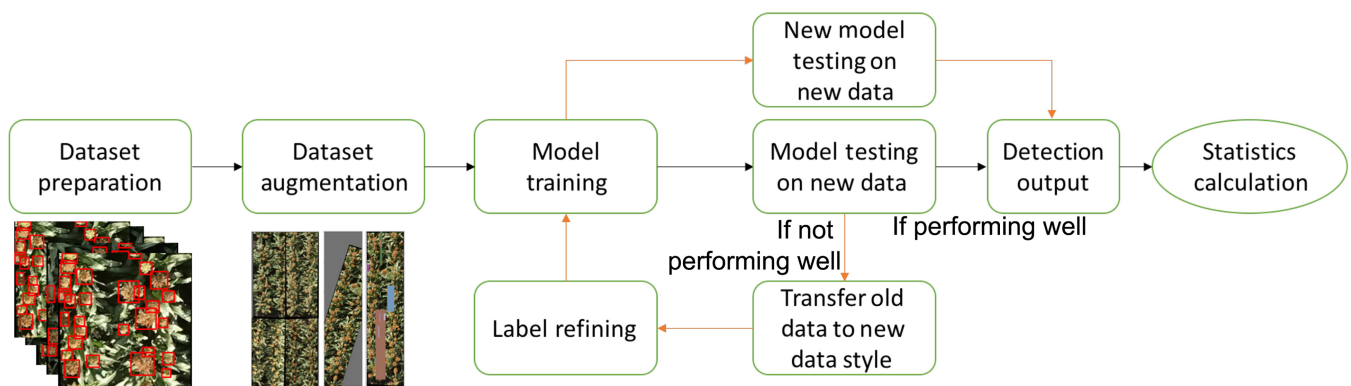 New model
testing on
new data
Dataset
preparation
Dataset
augmentation
Model
training
Model testing
on new data
Detection
output
Statistics
calculation
If not
performing well
If performing well
Label refining
Transfer old
data to new
data style